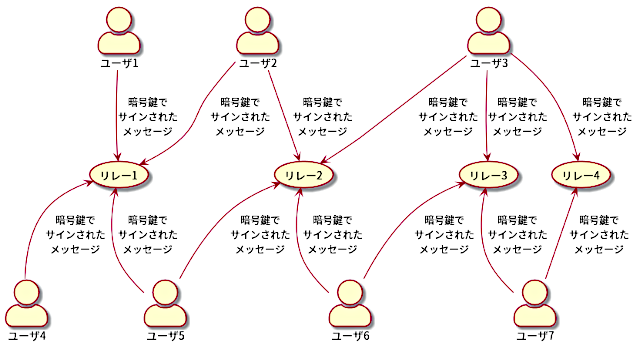 ユーザ1
ユーザ2
ユーザ3
暗号鍵で
サインされた
メッセージ
暗号鍵で
サインされた
メッセージ
暗号鍵で
サインされた
メッセージ
暗号鍵で
サインされた
メッセージ
暗号鍵で
サインされた
メッセージ
暗号鍵で
サインされた
メッセージ
リレー1
リレー2
リレー3
リレー4
暗号鍵で
サインされた
メッセージ
暗号鍵で
サインされた
メッセージ
暗号鍵で
サインされた
メッセージ
暗号鍵で
サインされた
メッセージ
暗号鍵で
サインされた
メッセージ
暗号鍵で
サインされた
メッセージ
暗号鍵で
サインされた
メッセージ
ユーザ4
ユーザ5
ユーザ6
ユーザ7